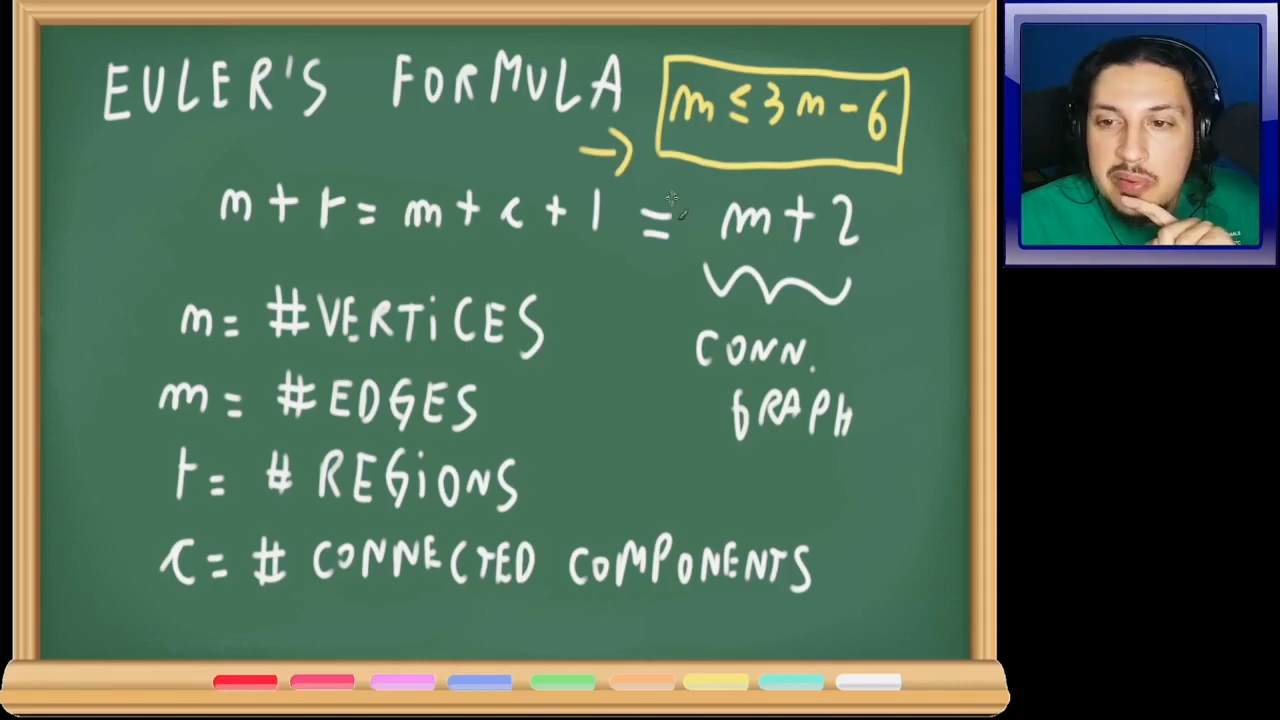 EULER'S FORMULA
→ m ≤ 3n - 6
n + r = m + c + 1 = m + 2
n = #VERTICES
m = #EDGES
r = # REGIONS
c = # CONNECTED COMPONENTS
CONN.
GRAPH